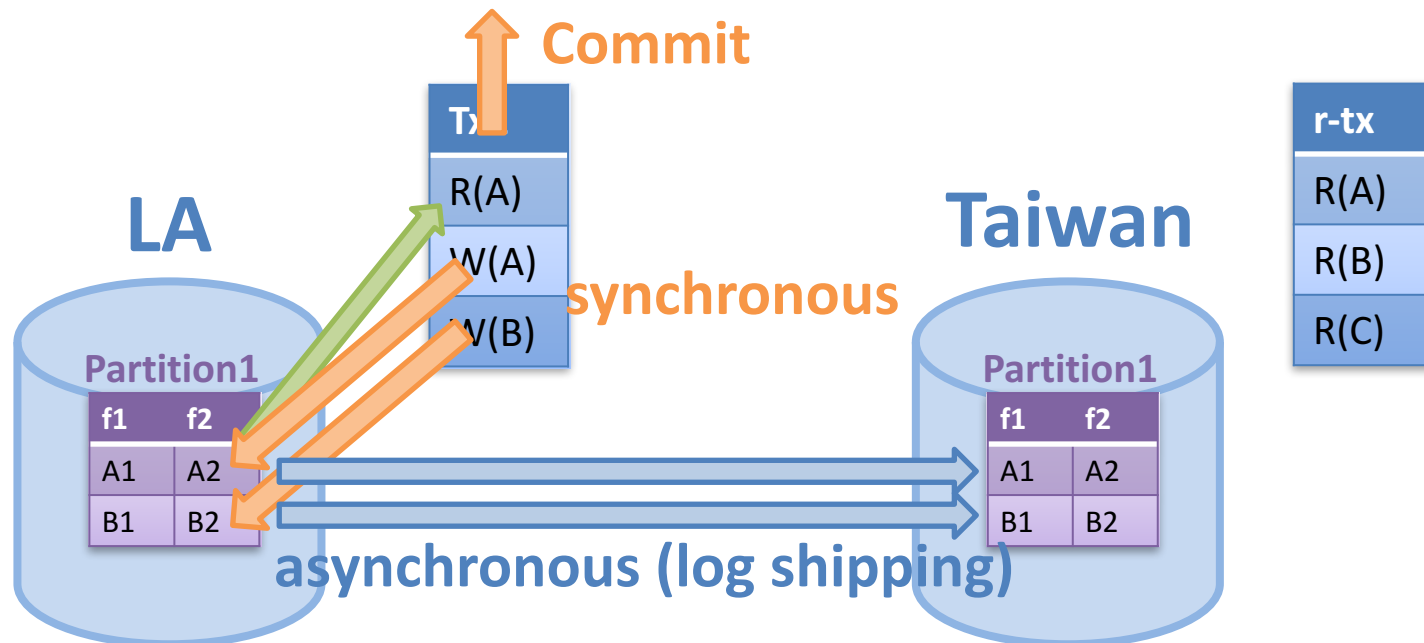 Commit
Tx
R(A)
W(A)
W(B)
r-tx
R(A)
R(B)
R(C)
LA
Taiwan
synchronous
Partition1
f1 f2
A1 A2
B1 B2
Partition1
f1 f2
A1 A2
B1 B2
asynchronous (log shipping)